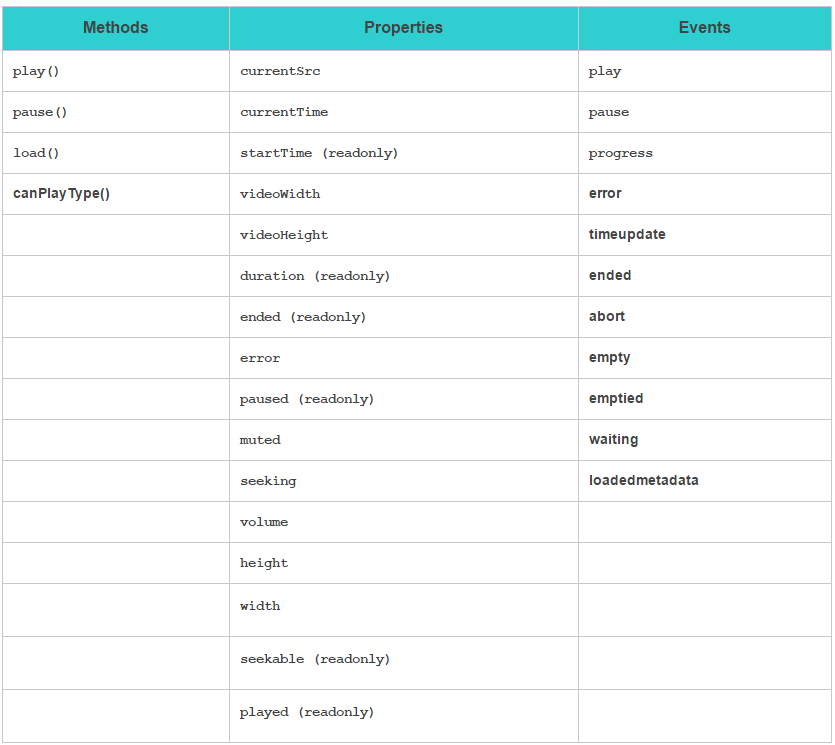 Methods Properties Events
play() currentSrc play
pause() currentTime pause
load() startTime (readonly) progress
canPlayType() videoWidth error
videoHeight timeupdate
duration (readonly) ended
ended (readonly) abort
error empty
paused (readonly) emptied
muted waiting
seeking loadedmetadata
volume
height
width
seekable (readonly)
played (readonly)